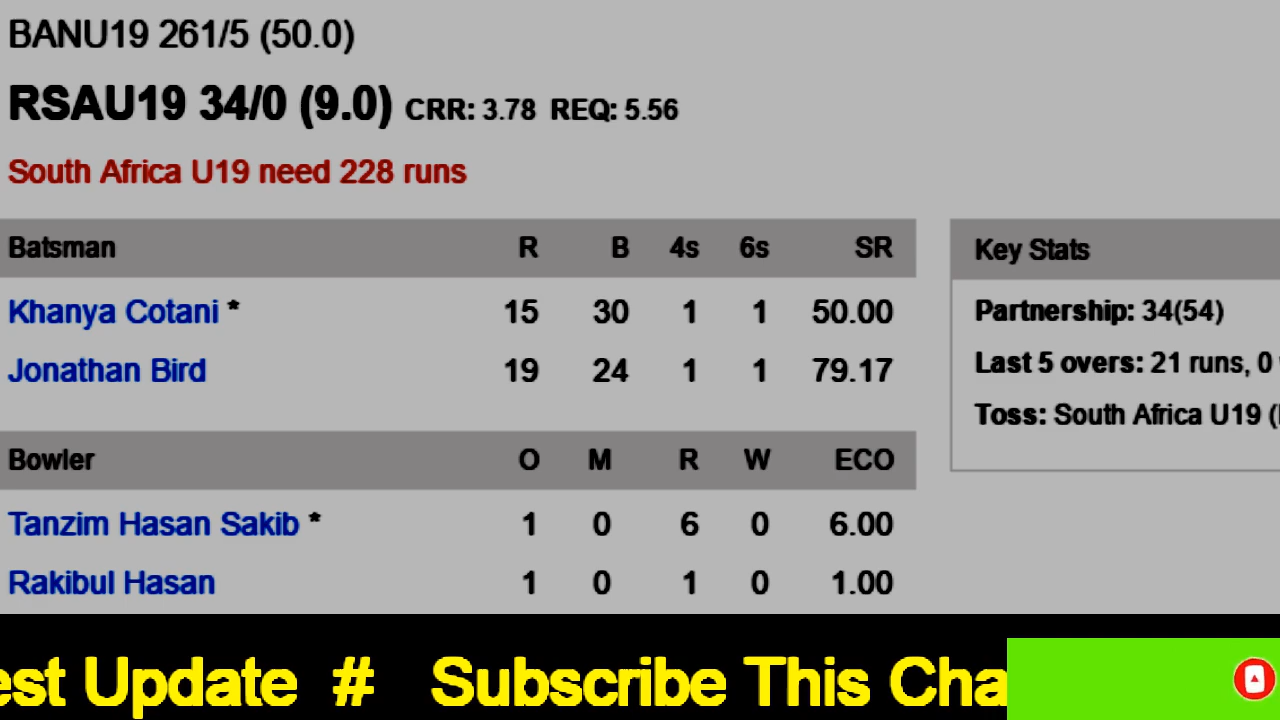 BANU19 261/5 (50.0)
RSAU19 34/0 (9.0) CRR: 3.78 REQ: 5.56
South Africa U19 need 228 runs
Batsman R B 4s 6s SR
Khanya Cotani * 15 30 1 1 50.00
Jonathan Bird 19 24 1 1 79.17
Bowler O M R W ECO
Tanzim Hasan Sakib * 1 0 6 0 6.00
Rakibul Hasan 1 0 1 0 1.00
Key Stats
Partnership: 34(54)
Last 5 overs: 21 runs, 0
Toss: South Africa U19 (
est Update # Subscribe This Cha